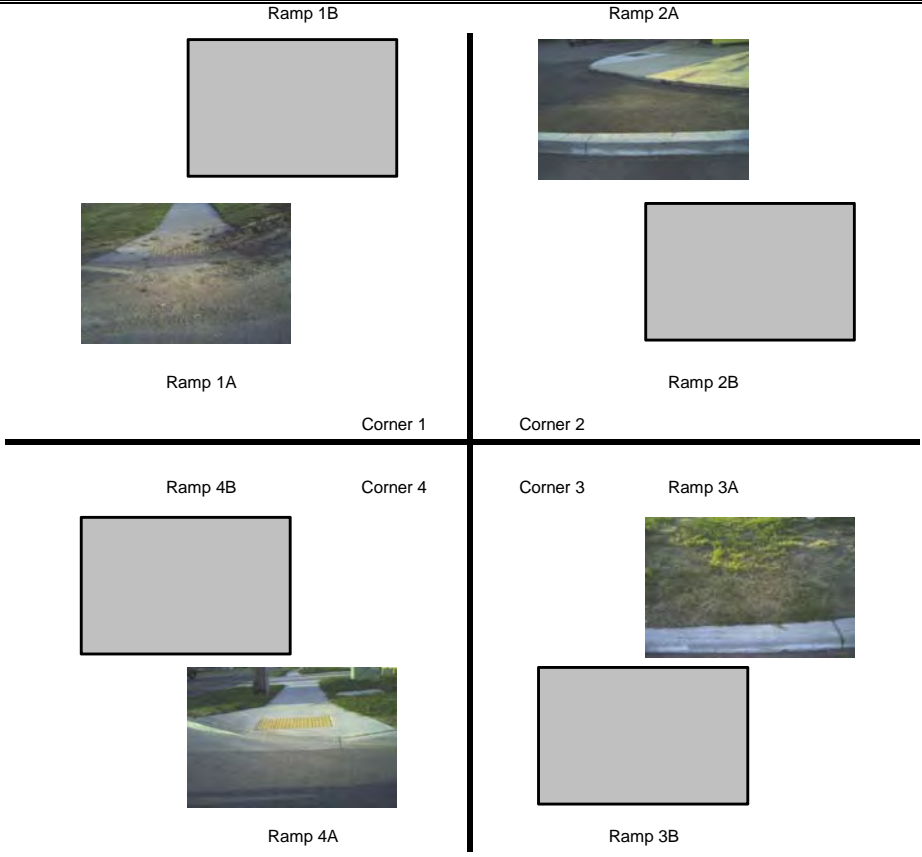 Ramp 1B
Ramp 2A
Ramp 1A
Ramp 2B
Corner 1
Corner 2
Ramp 4B
Corner 4
Corner 3
Ramp 3A
Ramp 4A
Ramp 3B